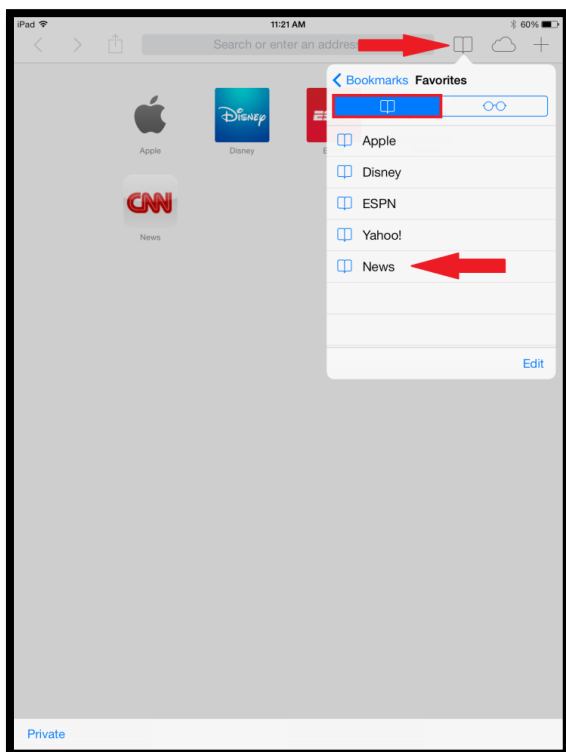 iPad 11:21 AM 60%
Search or enter an address
Bookmarks Favorites
Apple
Disney
ESPN
Yahoo!
News
Edit
Disney
Apple Disney E
CNN
News
Private